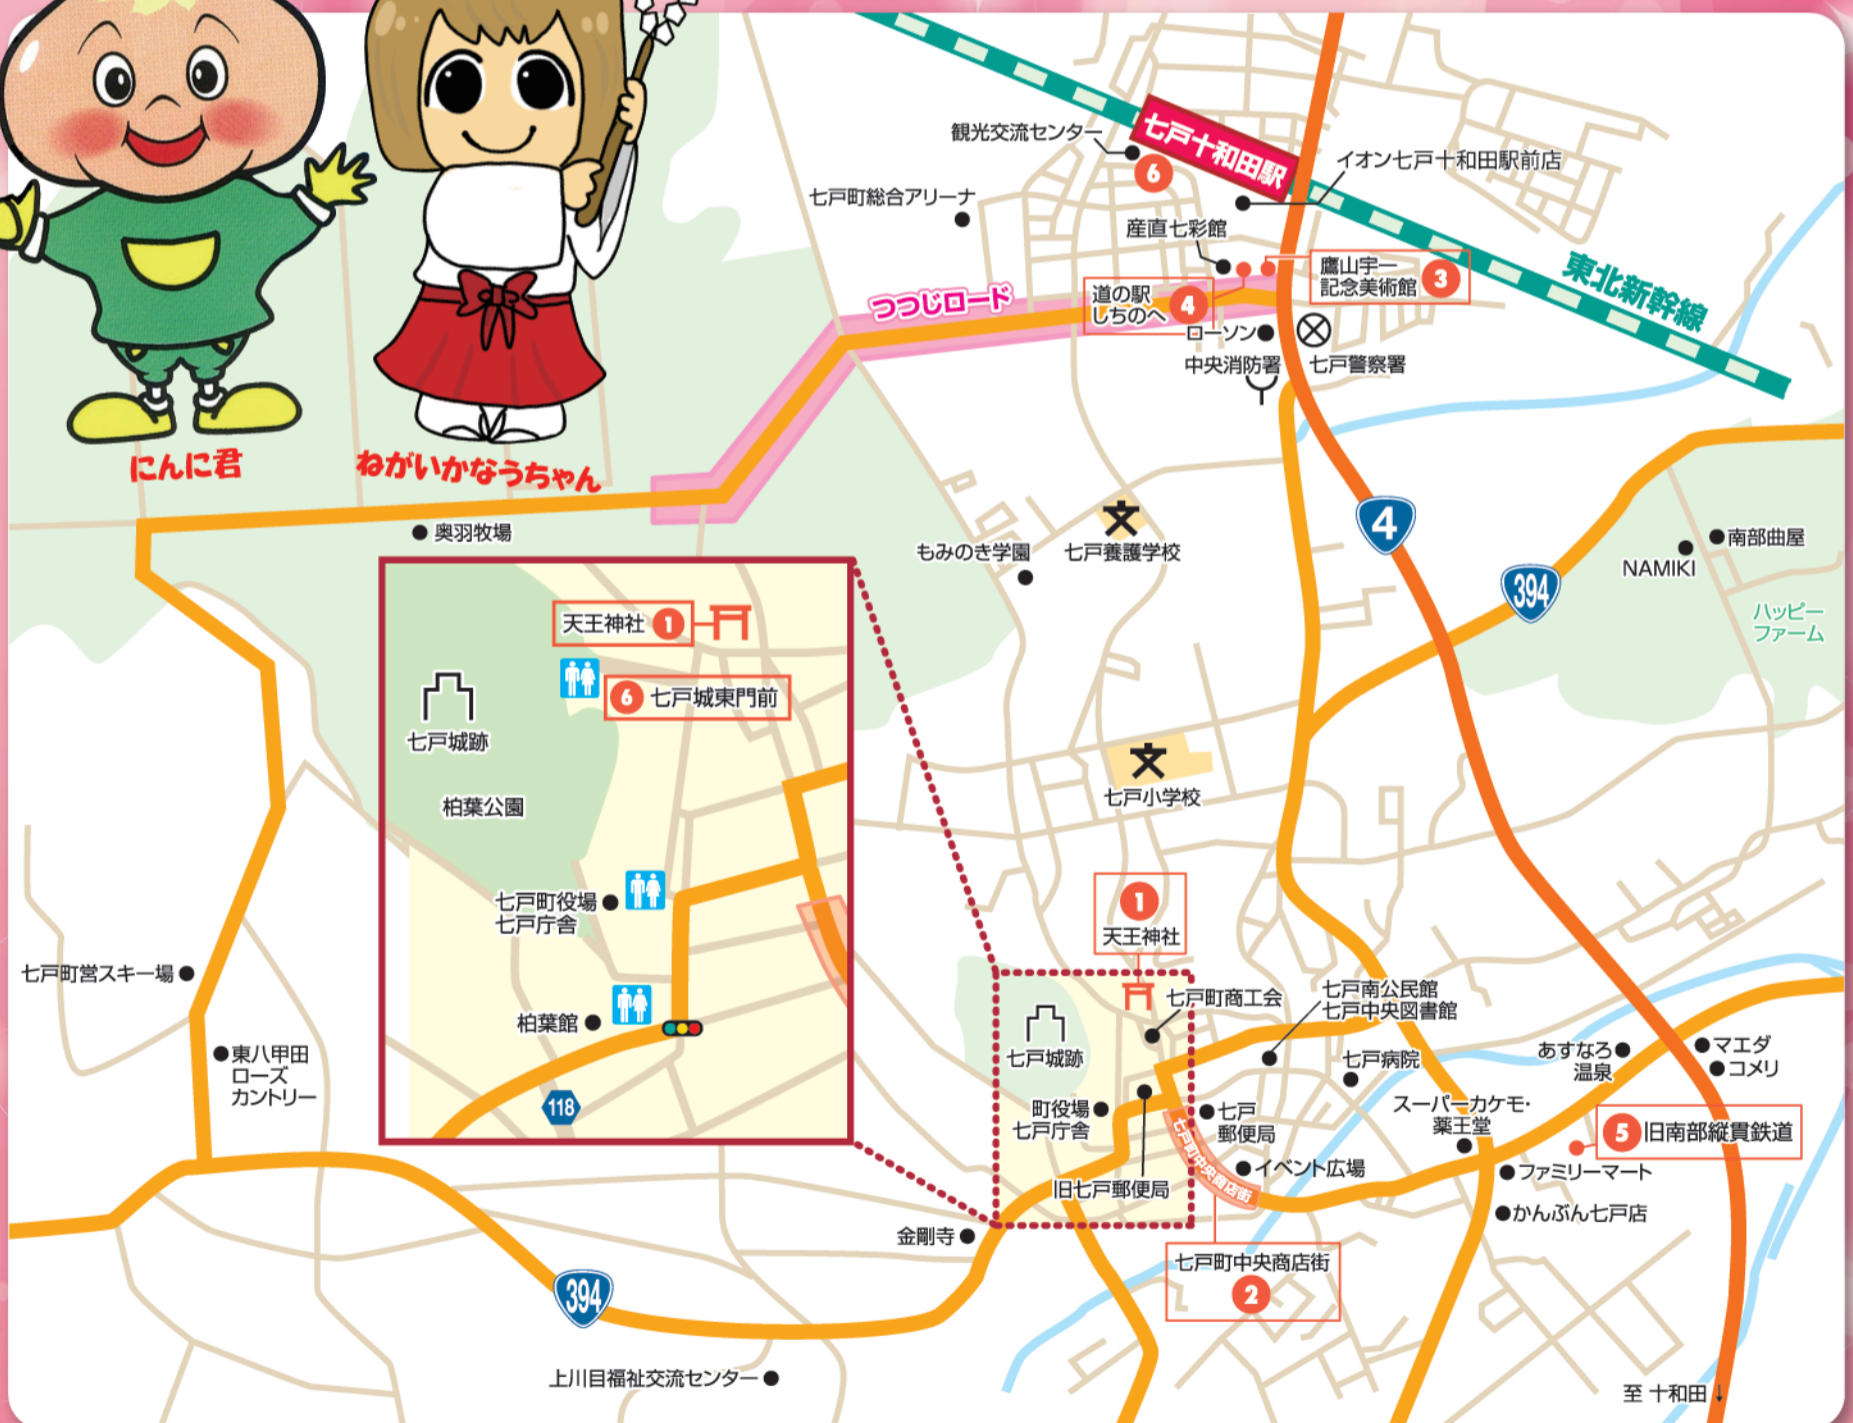 七戸十和田駅
観光交流センター
6
イオン七戸十和田駅前店
七戸町総合アリーナ
産直七彩館
鷹山宇一
記念美術館
3
東北新幹線
つつじロード
道の駅
しちのへ
4
ローソン
中央消防署
七戸警察署
にんに君
ねがいかなうちゃん
奥羽牧場
4
394
もみのき学園
七戸養護学校
南部曲屋
NAMIKI
ハッピー
ファーム
天王神社
1
6
七戸城東門前
七戸城跡
柏葉公園
七戸町役場
七戸庁舎
柏葉館
118
七戸小学校
1
天王神社
七戸町営スキー場
東八甲田
ローズ
カントリー
七戸町商工会
七戸南公民館
七戸中央図書館
七戸城跡
七戸病院
あすなろ
温泉
マエダ
コメリ
町役場
七戸庁舎
七戸
郵便局
スーパーカケモ・
薬王堂
5
旧南部縦貫鉄道
七戸町中央商店街
イベント広場
ファミリーマート
旧七戸郵便局
かんぶん七戸店
金剛寺
七戸町中央商店街
2
394
上川目福祉交流センター
至 十和田↓